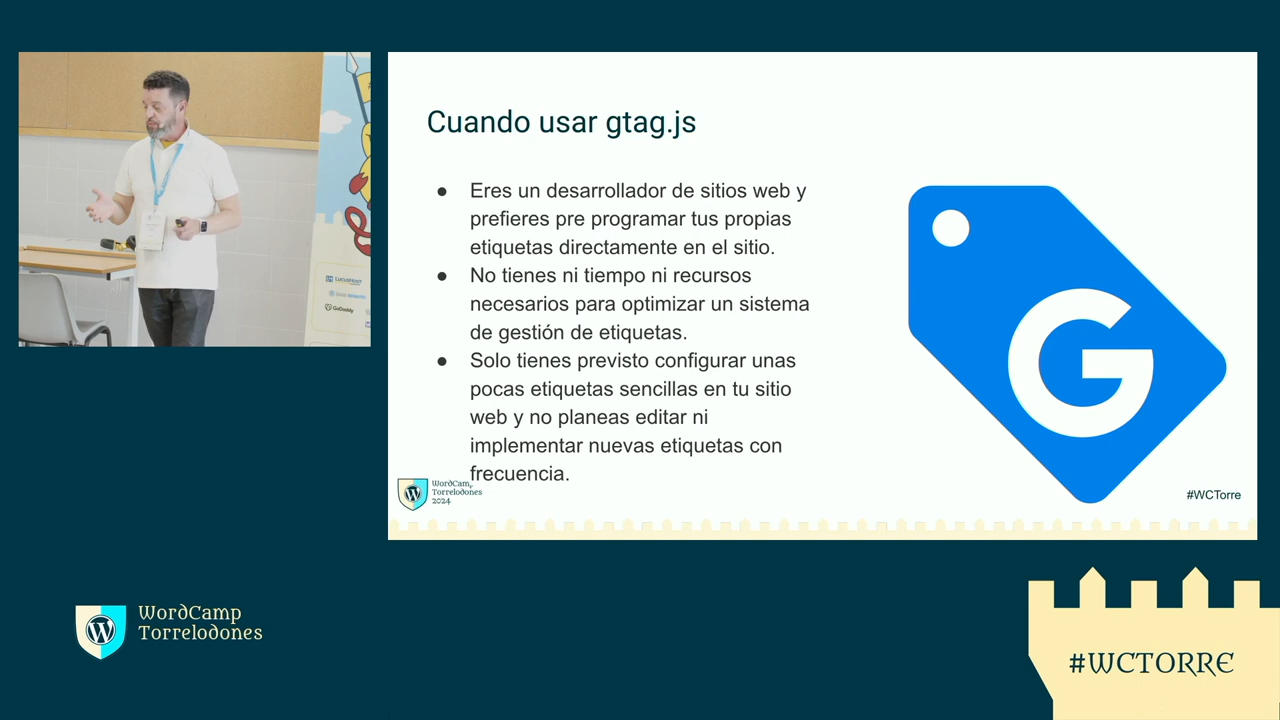 Cuando usar gtag.js
● Eres un desarrollador de sitios web y
prefieres pre programar tus propias
etiquetas directamente en el sitio.
● No tienes ni tiempo ni recursos
necesarios para optimizar un sistema
de gestión de etiquetas.
● Solo tienes previsto configurar unas
pocas etiquetas sencillas en tu sitio
web y no planeas editar ni
implementar nuevas etiquetas con
frecuencia.
WordCamp
Torrelodones
2024
#WCTorre
LucusHost
GoDaddy
WordCamp
Torrelodones
#WCTORRE